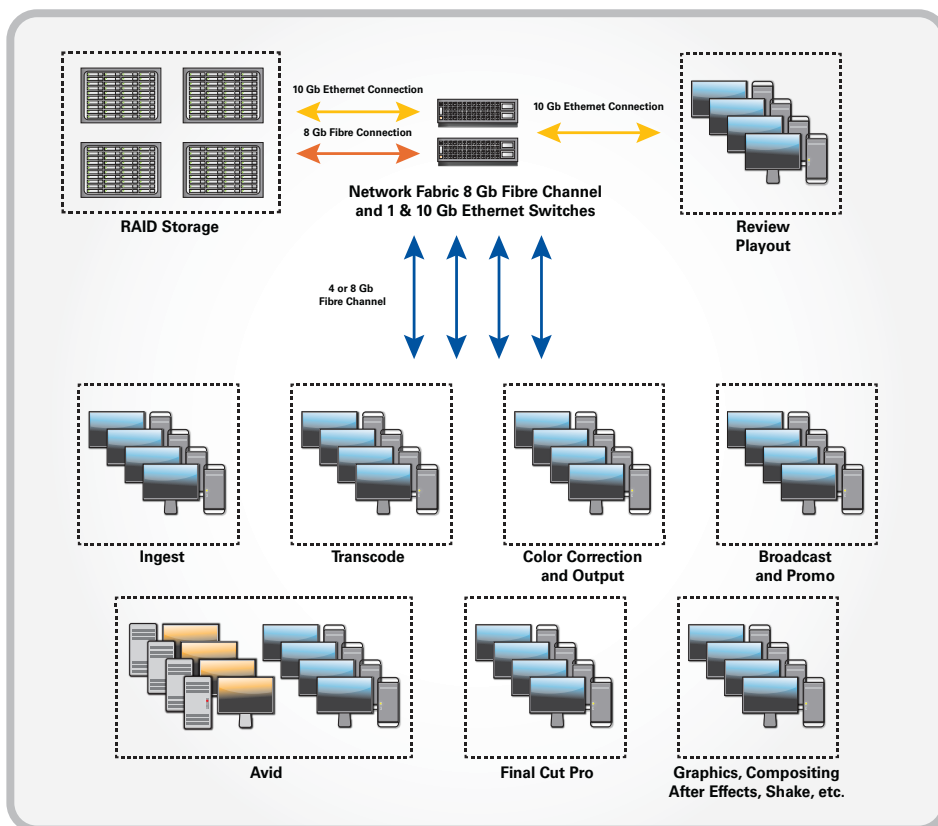 10 Gb Ethernet Connection
8 Gb Fibre Connection
10 Gb Ethernet Connection
Network Fabric 8 Gb Fibre Channel
and 1 & 10 Gb Ethernet Switches
RAID Storage
Review
Playout
4 or 8 Gb
Fibre Channel
Ingest
Transcode
Color Correction
and Output
Broadcast
and Promo
Avid
Final Cut Pro
Graphics, Compositing
After Effects, Shake, etc.